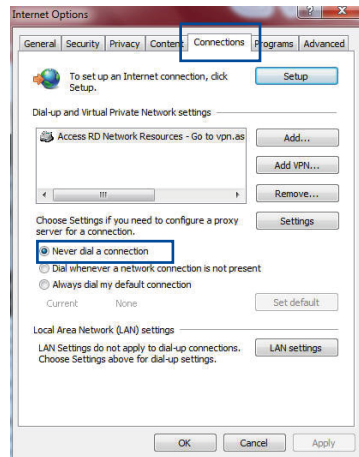 Internet Options
General Security Privacy Content Connections Programs Advanced
To set up an Internet connection, click
Setup.
Setup
Dial-up and Virtual Private Network settings
Access RD Network Resources - Go to vpn.as
Add...
Add VPN...
Remove...
Choose Settings if you need to configure a proxy
server for a connection.
Settings
Never dial a connection
Dial whenever a network connection is not present
Always dial my default connection
Current None
Set default
Local Area Network (LAN) settings
LAN Settings do not apply to dial-up connections.
Choose Settings above for dial-up settings.
LAN settings
OK Cancel Apply